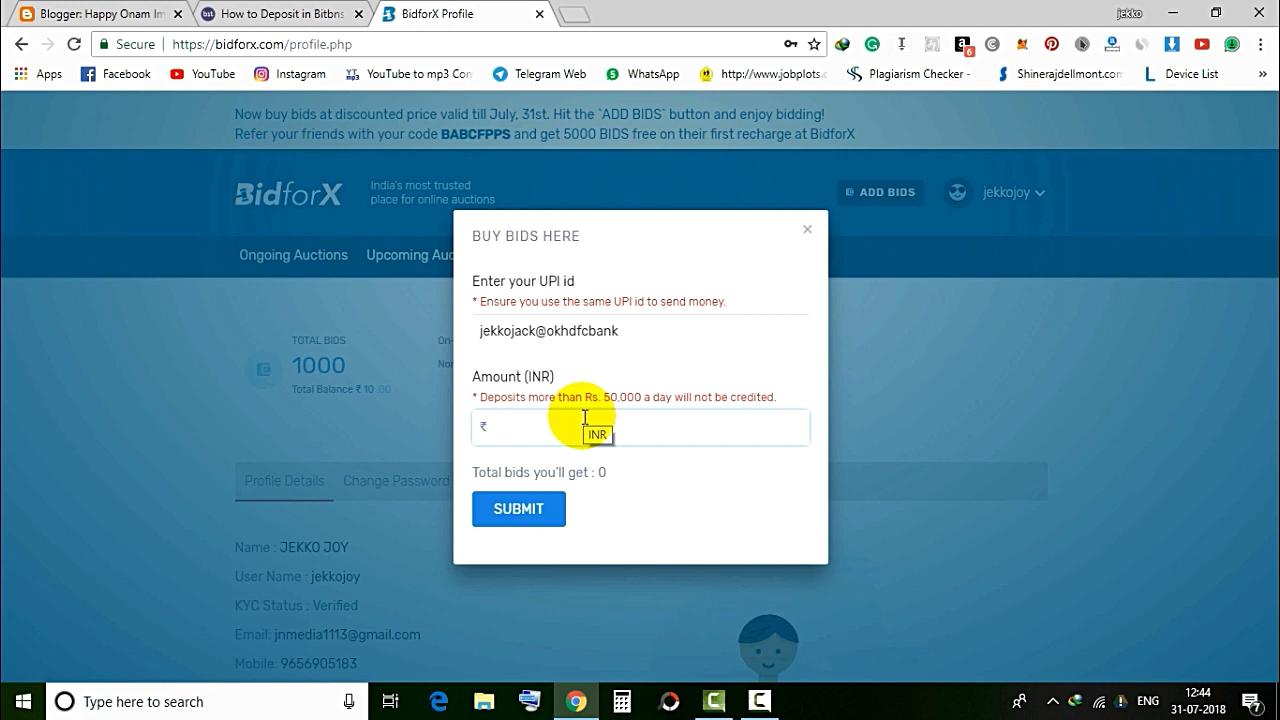 Blogger: Happy Onam Im
How to Deposit in Bitbns
BidforX Profile
jekko
Secure
https://bidforx.com/profile.php
6
Apps
Facebook
YouTube
Instagram
YouTube to mp3 Con
Telegram Web
WhatsApp
http://www.jobplots.c
Plagiarism Checker -
Shinerajdellmont.com
Device List
»
Now buy bids at discounted price valid till July, 31st. Hit the `ADD BIDS` button and enjoy bidding!
Refer your friends with your code BABCFPPS and get 5000 BIDS free on their first recharge at BidforX
BidforX
India's most trusted
place for online auctions
ADD BIDS
jekkojoy
Ongoing Auctions
Upcoming Auc
BUY BIDS HERE
×
Enter your UPI id
* Ensure you use the same UPI id to send money.
jekkojack@okhdfcbank
Amount (INR)
* Deposits more than Rs. 50,000 a day will not be credited.
₹
INR
Total bids you'll get : 0
SUBMIT
TOTAL BIDS
1000
Total Balance ₹ 10.00
On-
Non
Profile Details
Change Password
Name : JEKKO JOY
User Name : jekkojoy
KYC Status : Verified
Email: jnmedia1113@gmail.com
Mobile: 9656905183
Type here to search
ENG
12:44
31-07-2018
7